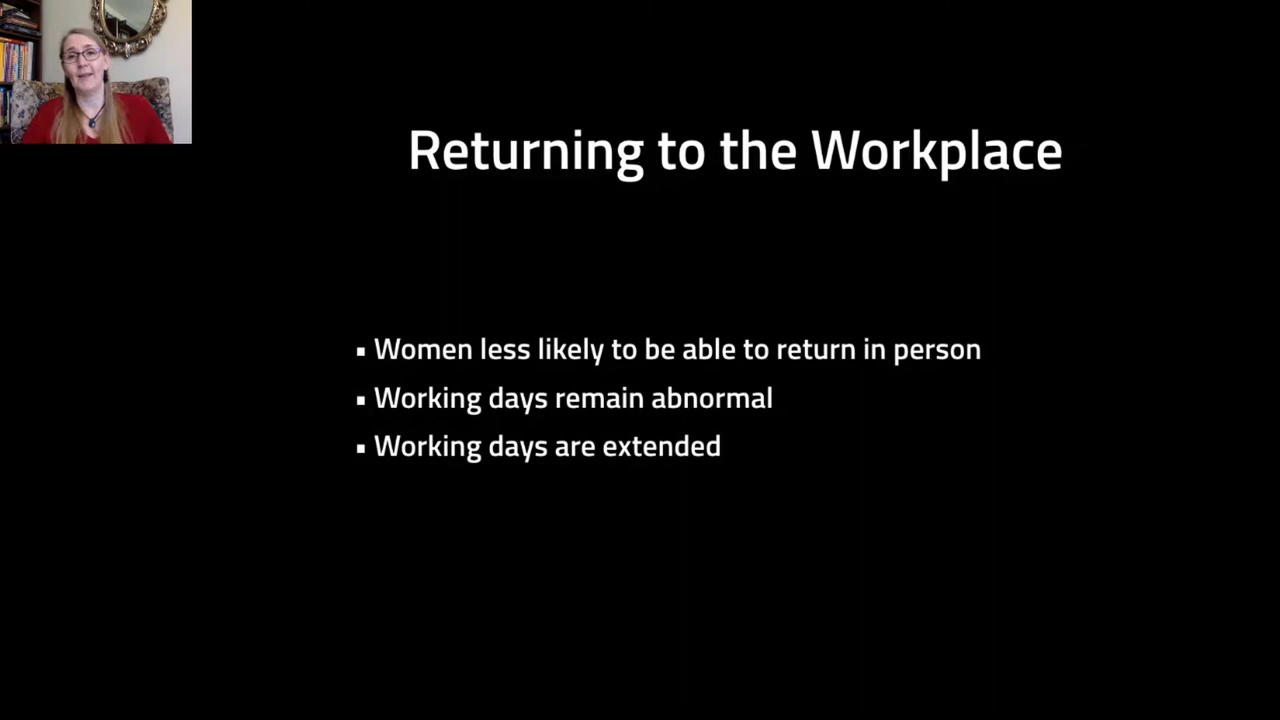 Returning to the Workplace
▪ Women less likely to be able to return in person
▪ Working days remain abnormal
▪ Working days are extended